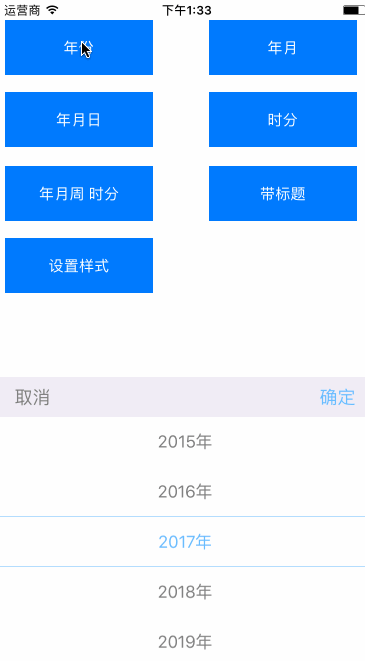 运营商 下午1:33
年份 年月
年月日 时分
年月周 时分 带标题
设置样式
取消 确定
2015年
2016年
2017年
2018年
2019年